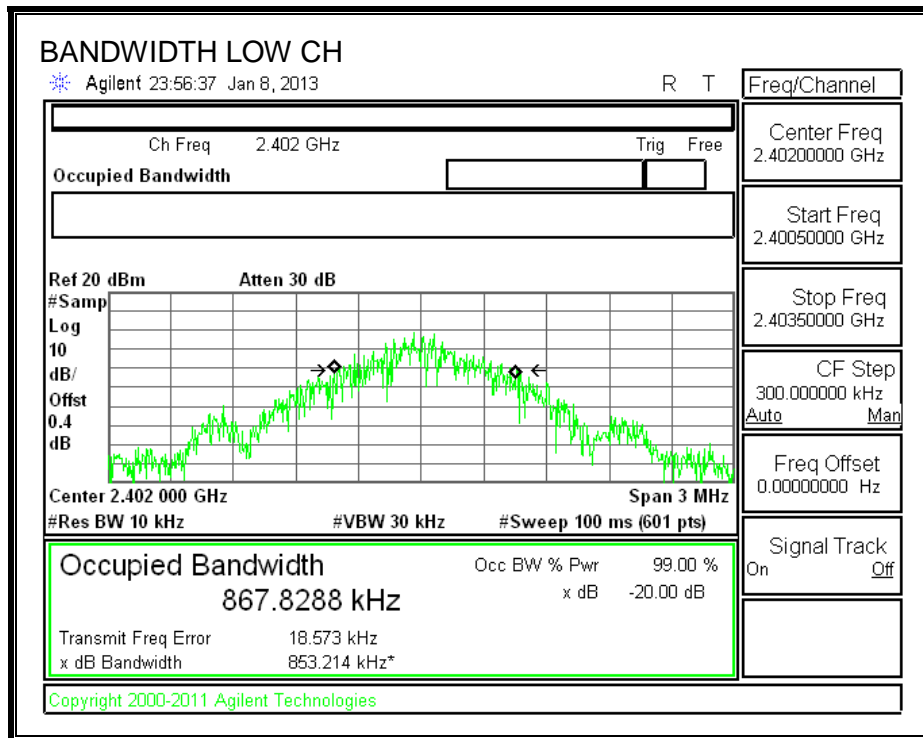 BANDWIDTH LOW CH
Agilent 23:56:37 Jan 8, 2013 R T
Freq/Channel
Ch Freq 2.402 GHz Trig Free
Occupied Bandwidth
Center Freq
2.40200000 GHz
Start Freq
2.40050000 GHz
Stop Freq
2.40350000 GHz
CF Step
300.000000 kHz
Auto Man
Freq Offset
0.00000000 Hz
Signal Track
On Off
Ref 20 dBm Atten 30 dB
#Samp
Log
10
dB/
Offst
0.4
dB
Center 2.402 000 GHz Span 3 MHz
#Res BW 10 kHz #VBW 30 kHz #Sweep 100 ms (601 pts)
Occupied Bandwidth Occ BW % Pwr 99.00 %
867.8288 kHz x dB -20.00 dB
Transmit Freq Error 18.573 kHz
x dB Bandwidth 853.214 kHz*
Copyright 2000-2011 Agilent Technologies